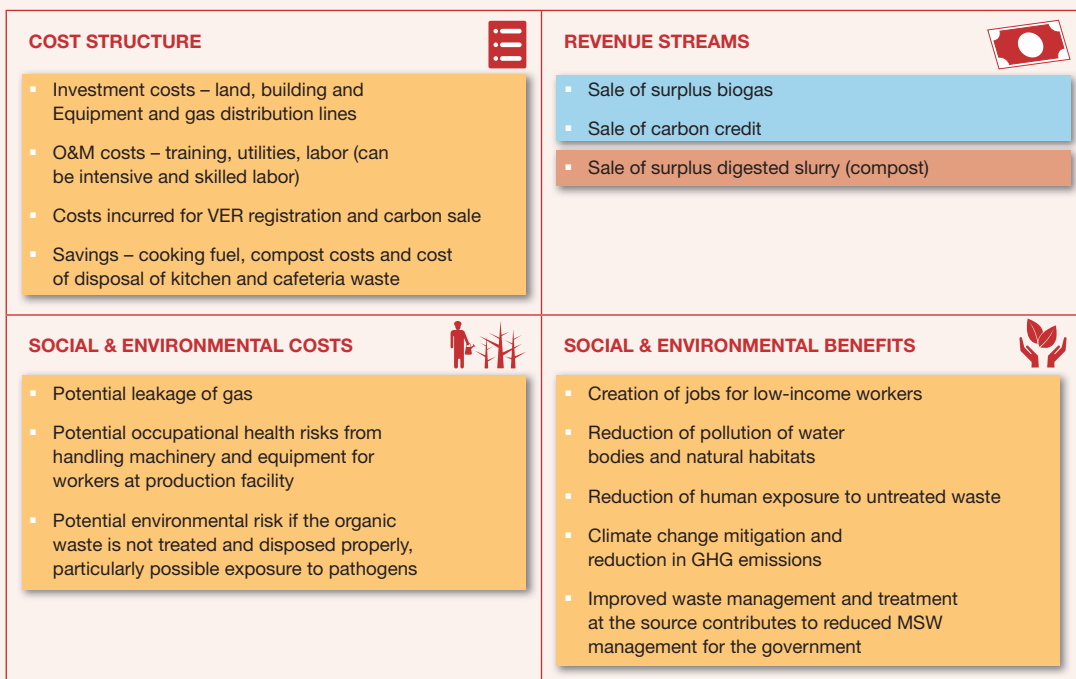 COST STRUCTURE
Investment costs – land, building and
Equipment and gas distribution lines
O&M costs – training, utilities, labor (can
be intensive and skilled labor)
Costs incurred for VER registration and carbon sale
Savings – cooking fuel, compost costs and cost
of disposal of kitchen and cafeteria waste
REVENUE STREAMS
Sale of surplus biogas
Sale of carbon credit
Sale of surplus digested slurry (compost)
SOCIAL & ENVIRONMENTAL COSTS
Potential leakage of gas
Potential occupational health risks from
handling machinery and equipment for
workers at production facility
Potential environmental risk if the organic
waste is not treated and disposed properly,
particularly possible exposure to pathogens
SOCIAL & ENVIRONMENTAL BENEFITS
Creation of jobs for low-income workers
Reduction of pollution of water
bodies and natural habitats
Reduction of human exposure to untreated waste
Climate change mitigation and
reduction in GHG emissions
Improved waste management and treatment
at the source contributes to reduced MSW
management for the government